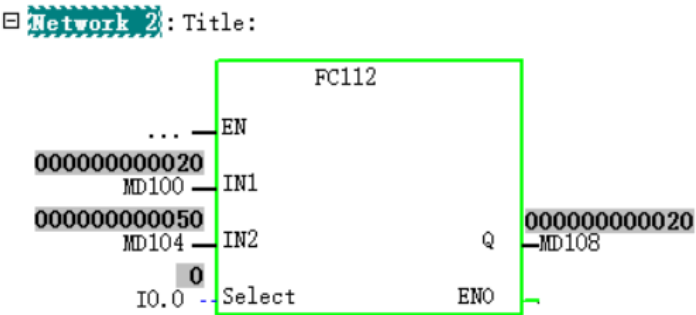 Network 2: Title:
FC112
... EN
000000000020
MD100 IN1
000000000050 000000000020
MD104 IN2 Q MD108
0
I0.0 Select ENO